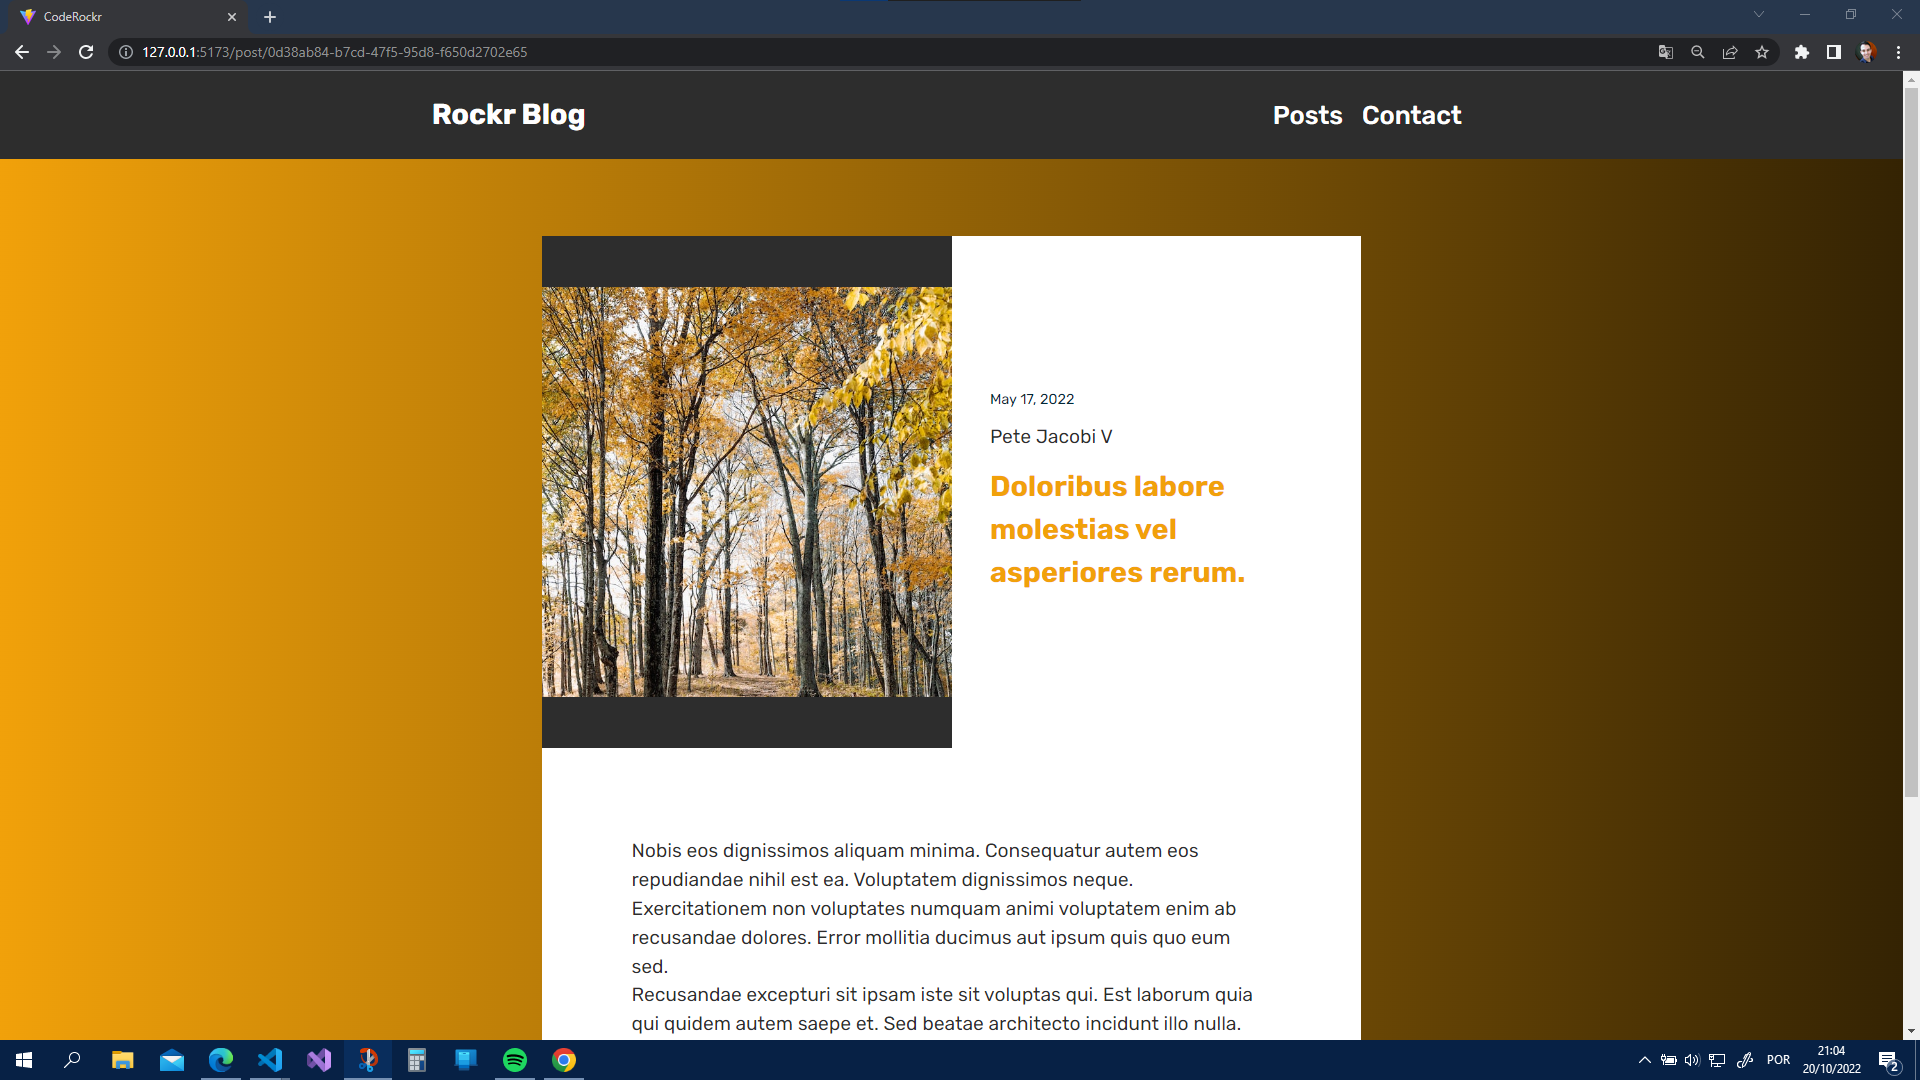 CodeRockr
127.0.0.1:5173/post/0d38ab84-b7cd-47f5-95d8-f650d2702e65
Rockr Blog
Posts
Contact
May 17, 2022
Pete Jacobi V
Doloribus labore
molestias vel
asperiores rerum.
Nobis eos dignissimos aliquam minima. Consequatur autem eos
repudiandae nihil est ea. Voluptatem dignissimos neque.
Exercitationem non voluptates numquam animi voluptatem enim ab
recusandae dolores. Error mollitia ducimus aut ipsum quis quo eum
sed.
Recusandae excepturi sit ipsam iste sit voluptas qui. Est laborum quia
qui quidem autem saepe et. Sed beatae architecto incidunt illo nulla.
POR
21:04
20/10/2022
2